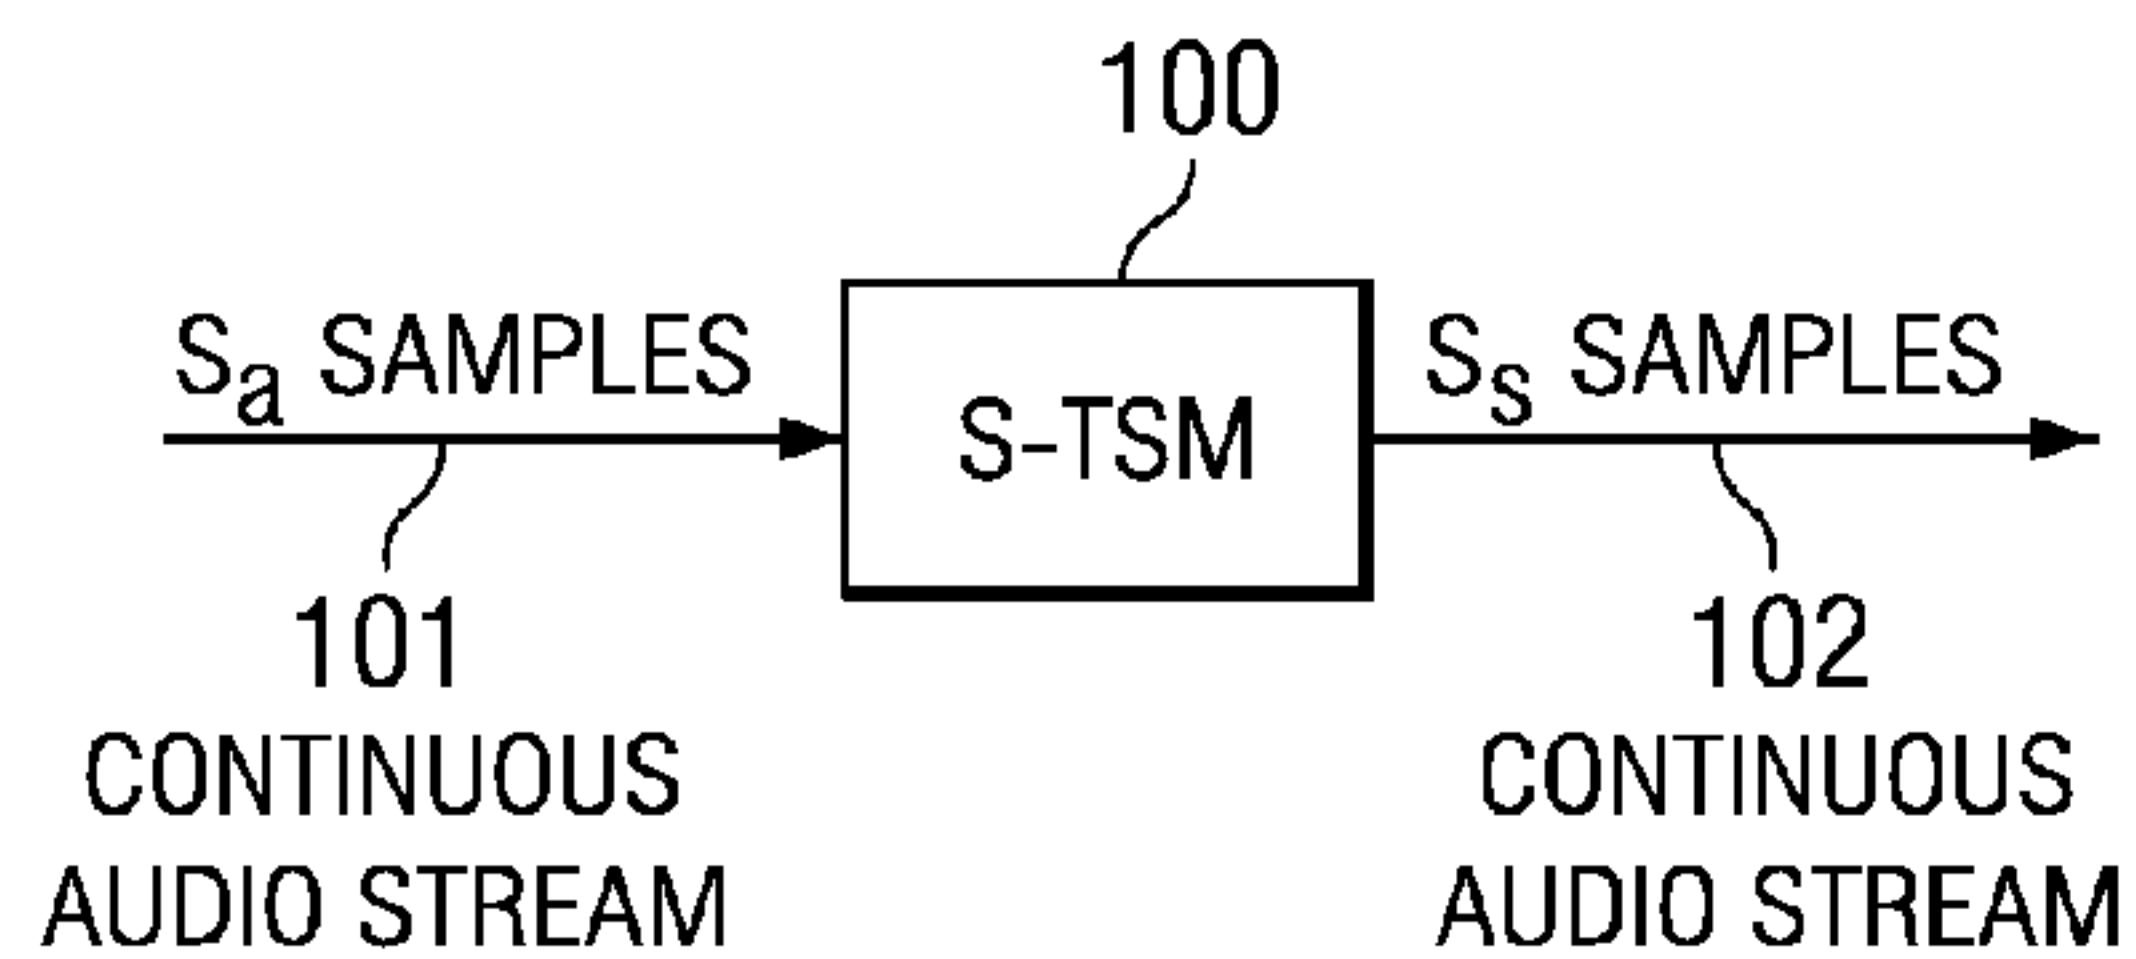 100
Sa SAMPLES
S-TSM
Ss SAMPLES
101
CONTINUOUS
AUDIO STREAM
102
CONTINUOUS
AUDIO STREAM